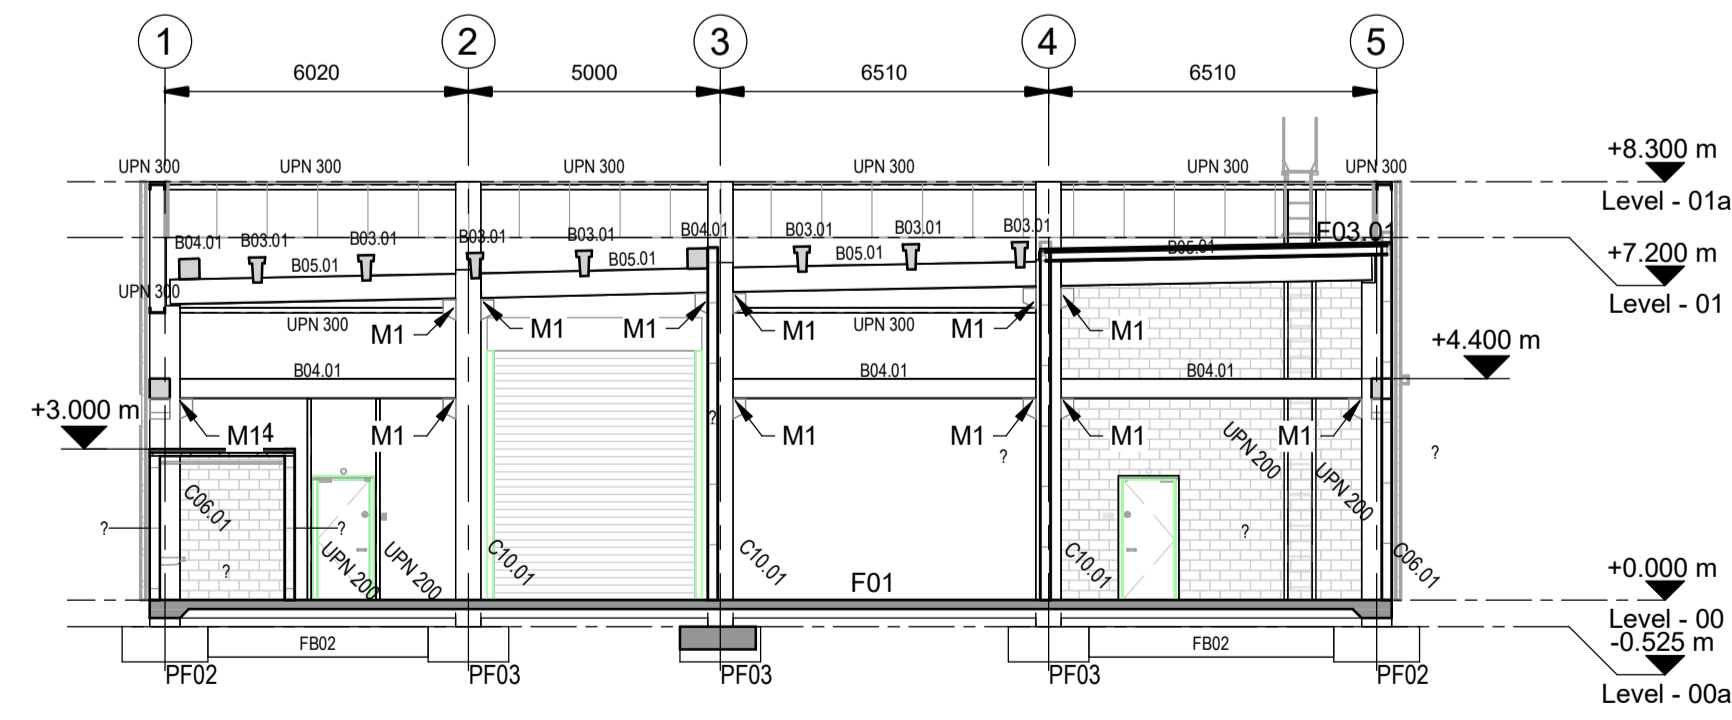 1 2 3 4 5
6020 5000 6510 6510
+8.300 m
UPN 300 UPN 300 UPN 300 UPN 300 UPN 300 UPN 300
Level - 01a
B04.01 B03.01 B03.01 B03.01 B03.01 B04.01 B03.01 B03.01 B03.01 F03.01
B05.01 B05.01 B05.01 B05.01
+7.200 m
UPN 300
Level - 01
UPN 300 UPN 300
M1 M1 M1 M1 M1 M1
+4.400 m
B04.01 B04.01 B04.01
+3.000 m
?
M14 M1 M1 M1 M1 M1
? ?
UPN 200
UPN 200
C06.01
? ? ?
?
UPN 200 UPN 200 C10.01 C10.01 C10.01 C06.01
F01
+0.000 m
Level - 00
FB02 FB02
-0.525 m
PF02 PF03 PF03 PF03 PF02
Level - 00a